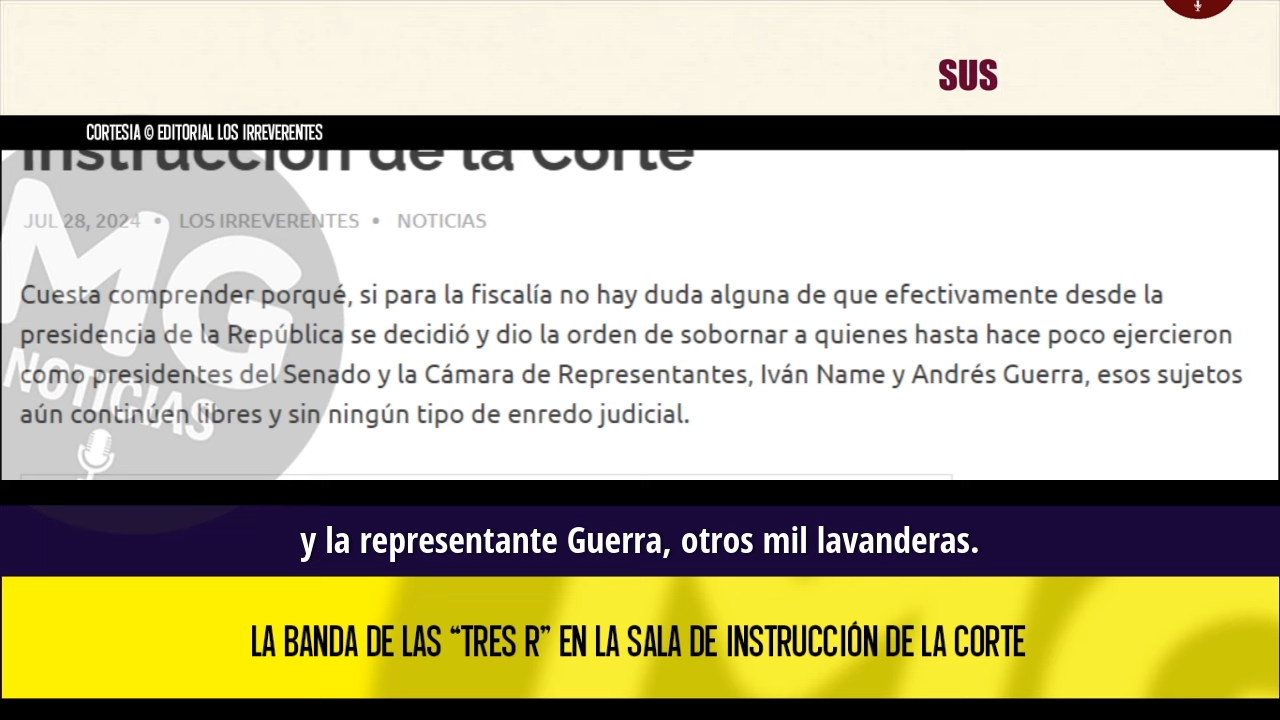 SUS
CORTESIA © EDITORIAL LOS IRREVERENTES
Instrucción de la Corte
JUL 28, 2024 • LOS IRREVERENTES • NOTICIAS
Cuesta comprender porqué, si para la fiscalía no hay duda alguna de que efectivamente desde la
presidencia de la República se decidió y dio la orden de sobornar a quienes hasta hace poco ejercieron
como presidentes del Senado y la Cámara de Representantes, Iván Name y Andrés Guerra, esos sujetos
aún continúen libres y sin ningún tipo de enredo judicial.
MG
NOTICIAS
y la representante Guerra, otros mil lavanderas.
LA BANDA DE LAS “TRES R” EN LA SALA DE INSTRUCCIÓN DE LA CORTE